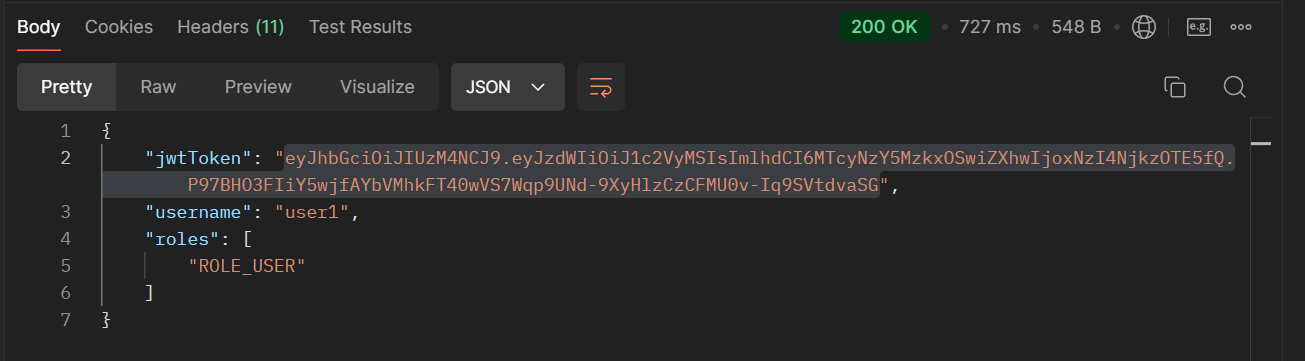 Body Cookies Headers (11) Test Results 200 OK • 727 ms • 548 B • e.g.
Pretty Raw Preview Visualize JSON
1 {
2 "jwtToken": "eyJhbGciOiJIUzM4NCJ9.eyJzdWIiOiJ1c2VyMSIsImlhdCI6MTcyNzY5MzkxOSwiZXhwIjoxNzI4NjkzOTE5fQ.
P97BHO3FIiY5wjfAYbVMhkFT40wVS7Wqp9UNd-9XyHlzCzCFMU0v-Iq9SVtdvaSG",
3 "username": "user1",
4 "roles": [
5 "ROLE_USER"
6 ]
7 }